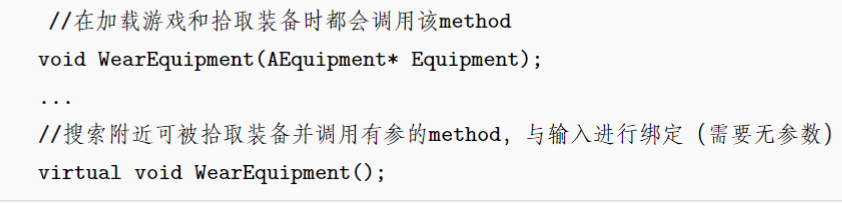 //在加载游戏和拾取装备时都会调用该method
void WearEquipment(AEquipment* Equipment);
...
//搜索附近可被拾取装备并调用有参的method，与输入进行绑定（需要无参数）
virtual void WearEquipment();